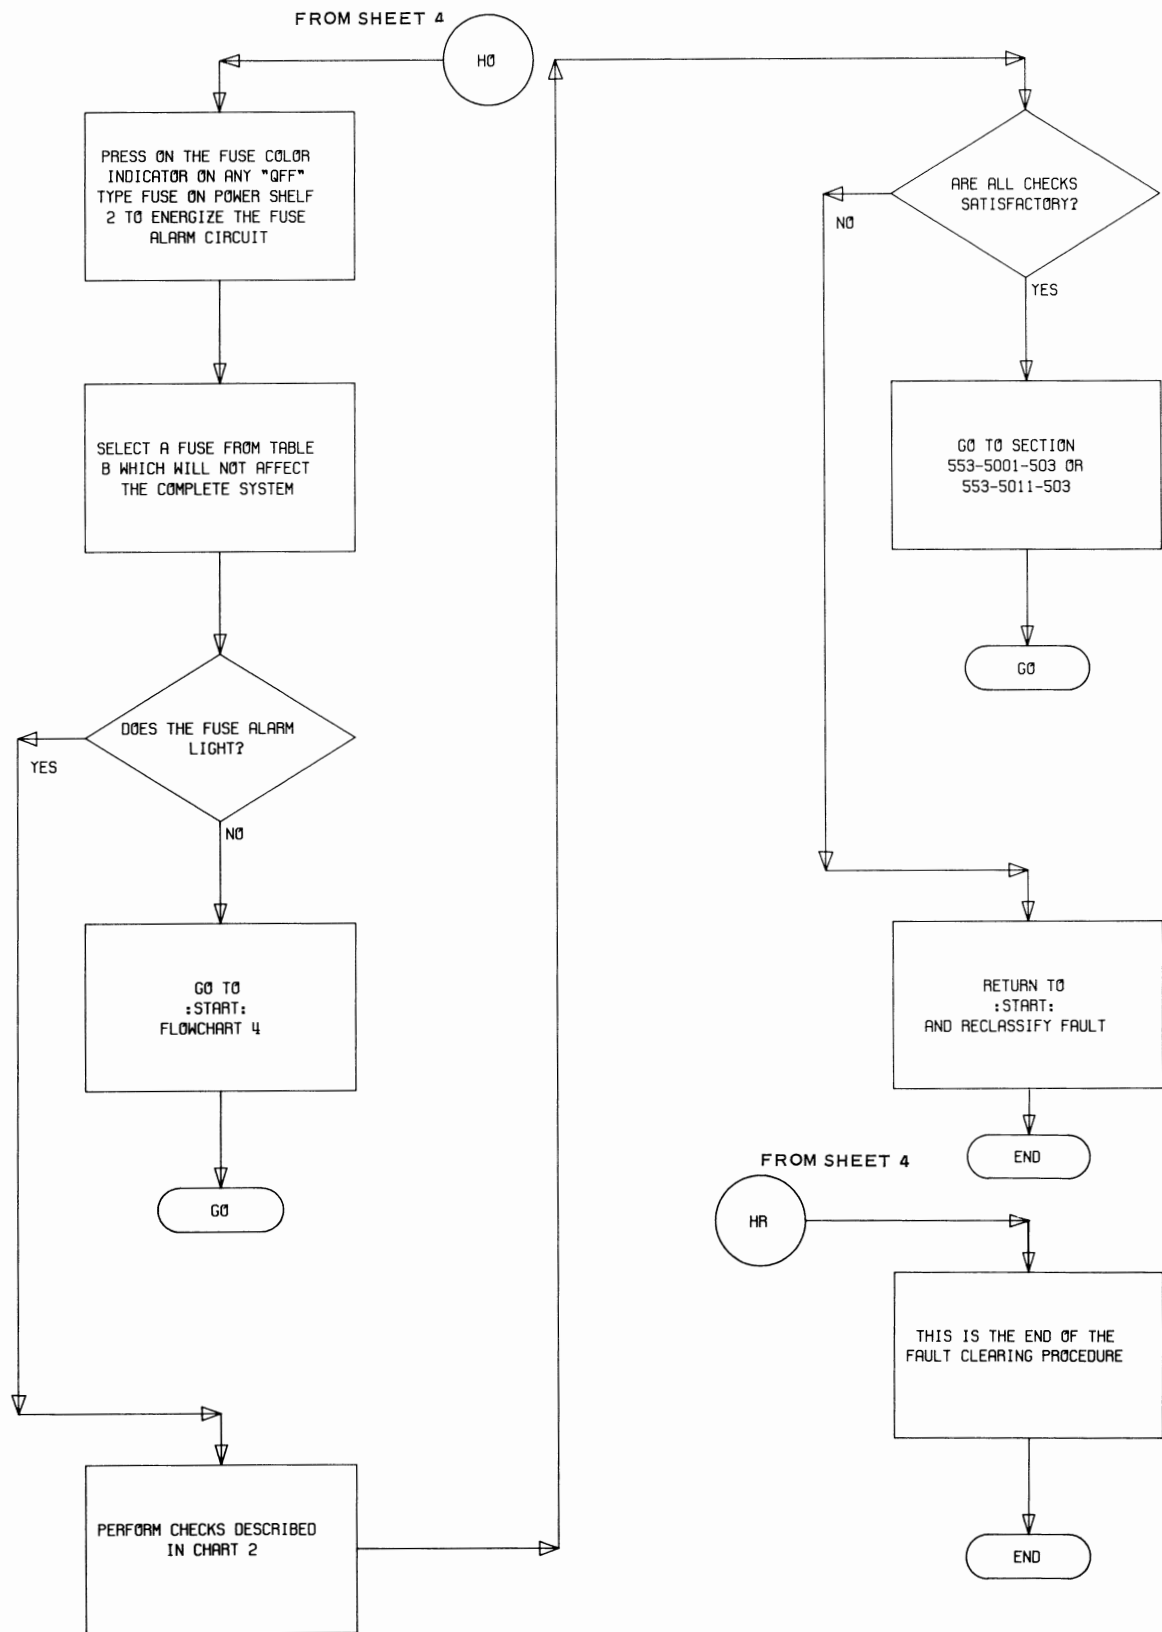 FROM SHEET 4
HO
PRESS ON THE FUSE COLOR
INDICATOR ON ANY "QFF"
TYPE FUSE ON POWER SHELF
2 TO ENERGIZE THE FUSE
ALARM CIRCUIT
SELECT A FUSE FROM TABLE
B WHICH WILL NOT AFFECT
THE COMPLETE SYSTEM
DOES THE FUSE ALARM
LIGHT?
YES
NO
GO TO
:START:
FLOWCHART 4
GO
PERFORM CHECKS DESCRIBED
IN CHART 2
ARE ALL CHECKS
SATISFACTORY?
NO
YES
GO TO SECTION
553-5001-503 OR
553-5011-503
GO
RETURN TO
:START:
AND RECLASSIFY FAULT
END
FROM SHEET 4
HR
THIS IS THE END OF THE
FAULT CLEARING PROCEDURE
END